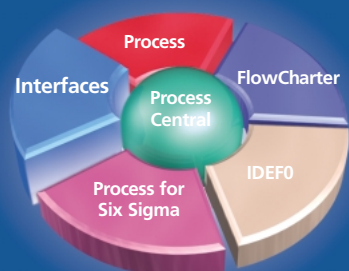 Process
Interfaces
FlowCharter
Process
Central
IDEF0
Process for
Six Sigma